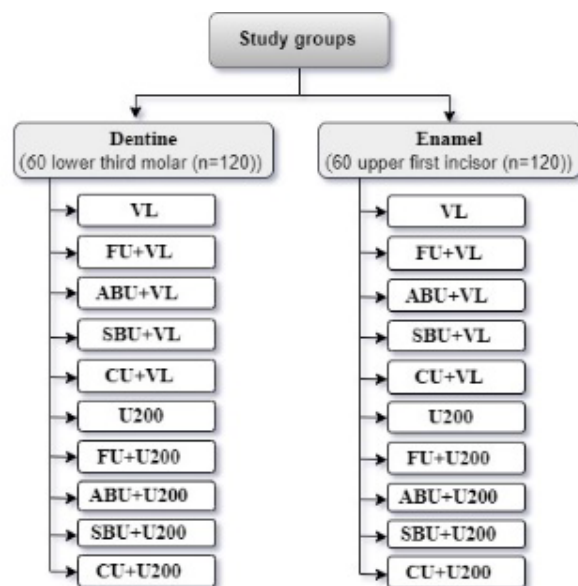 Study groups
Dentine
(60 lower third molar (n=120))
VL
FU+VL
ABU+VL
SBU+VL
CU+VL
U200
FU+U200
ABU+U200
SBU+U200
CU+U200
Enamel
(60 upper first incisor (n=120))
VL
FU+VL
ABU+VL
SBU+VL
CU+VL
U200
FU+U200
ABU+U200
SBU+U200
CU+U200